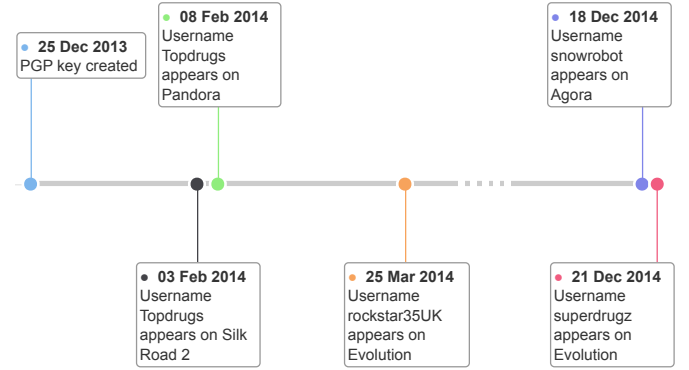 25 Dec 2013
PGP key created
08 Feb 2014
Username
Topdrugs
appears on
Pandora
18 Dec 2014
Username
snowrobot
appears on
Agora
03 Feb 2014
Username
Topdrugs
appears on Silk
Road 2
25 Mar 2014
Username
rockstar35UK
appears on
Evolution
21 Dec 2014
Username
superdrugz
appears on
Evolution